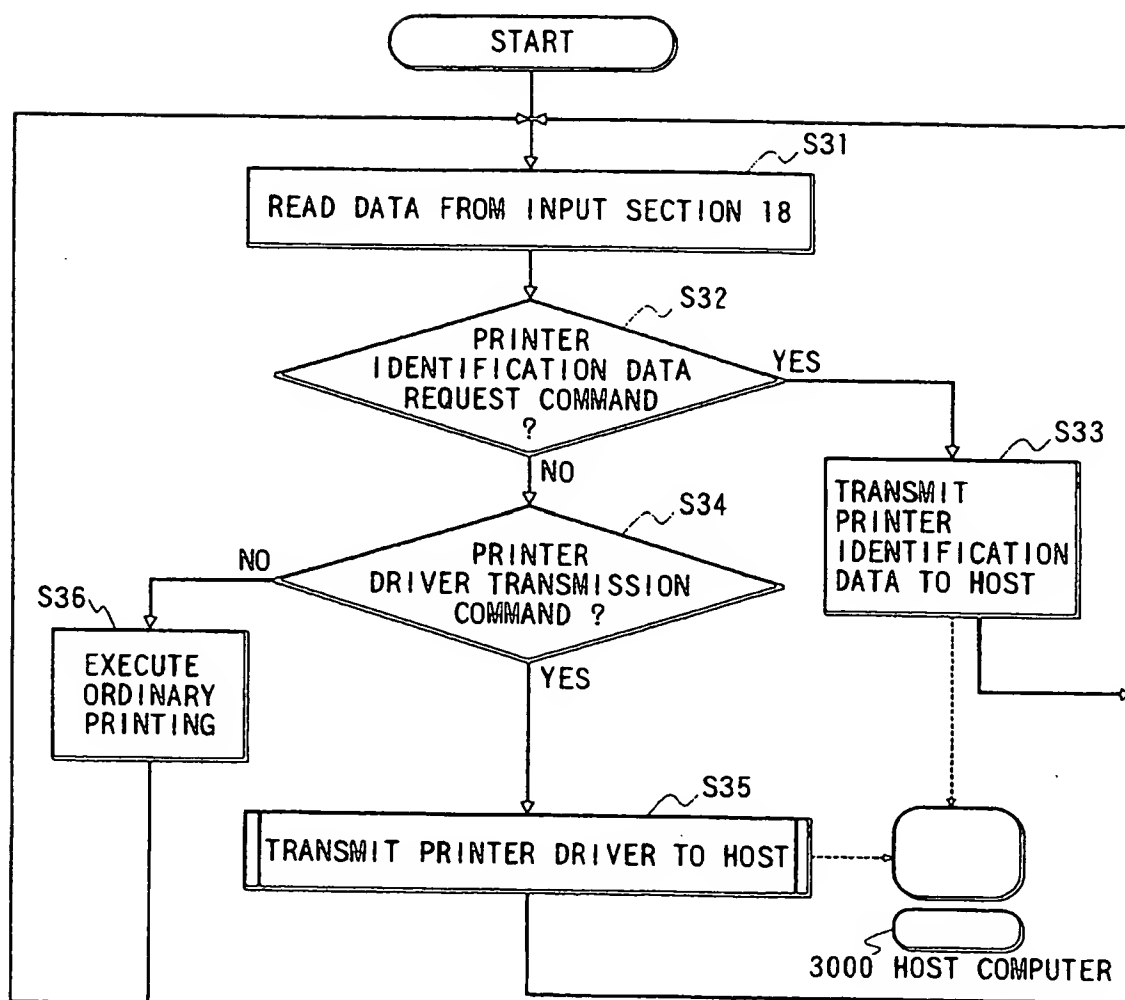 START
S31
READ DATA FROM INPUT SECTION 18
S32
PRINTER
IDENTIFICATION DATA
REQUEST COMMAND
?
YES
NO
S33
TRANSMIT
PRINTER
IDENTIFICATION
DATA TO HOST
S34
PRINTER
DRIVER TRANSMISSION
COMMAND ?
NO
YES
S36
EXECUTE
ORDINARY
PRINTING
S35
TRANSMIT PRINTER DRIVER TO HOST
3000 HOST COMPUTER